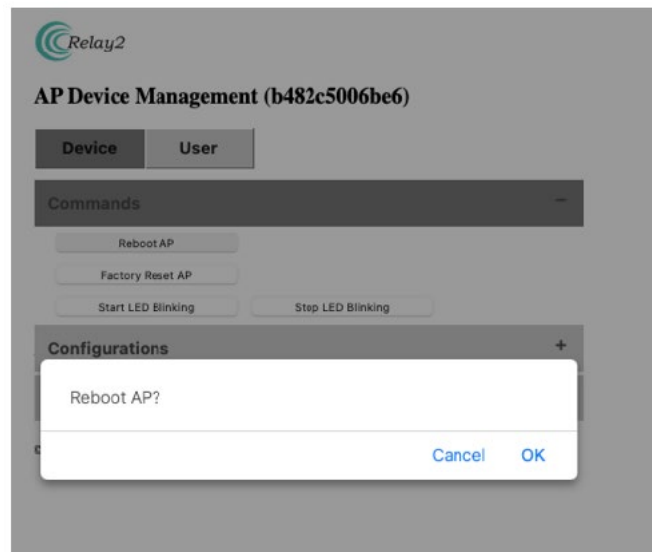 Relay2
AP Device Management (b482c5006be6)
Device User
Commands −
Reboot AP
Factory Reset AP
Start LED Blinking Stop LED Blinking
Configurations +
Reboot AP?
Cancel OK